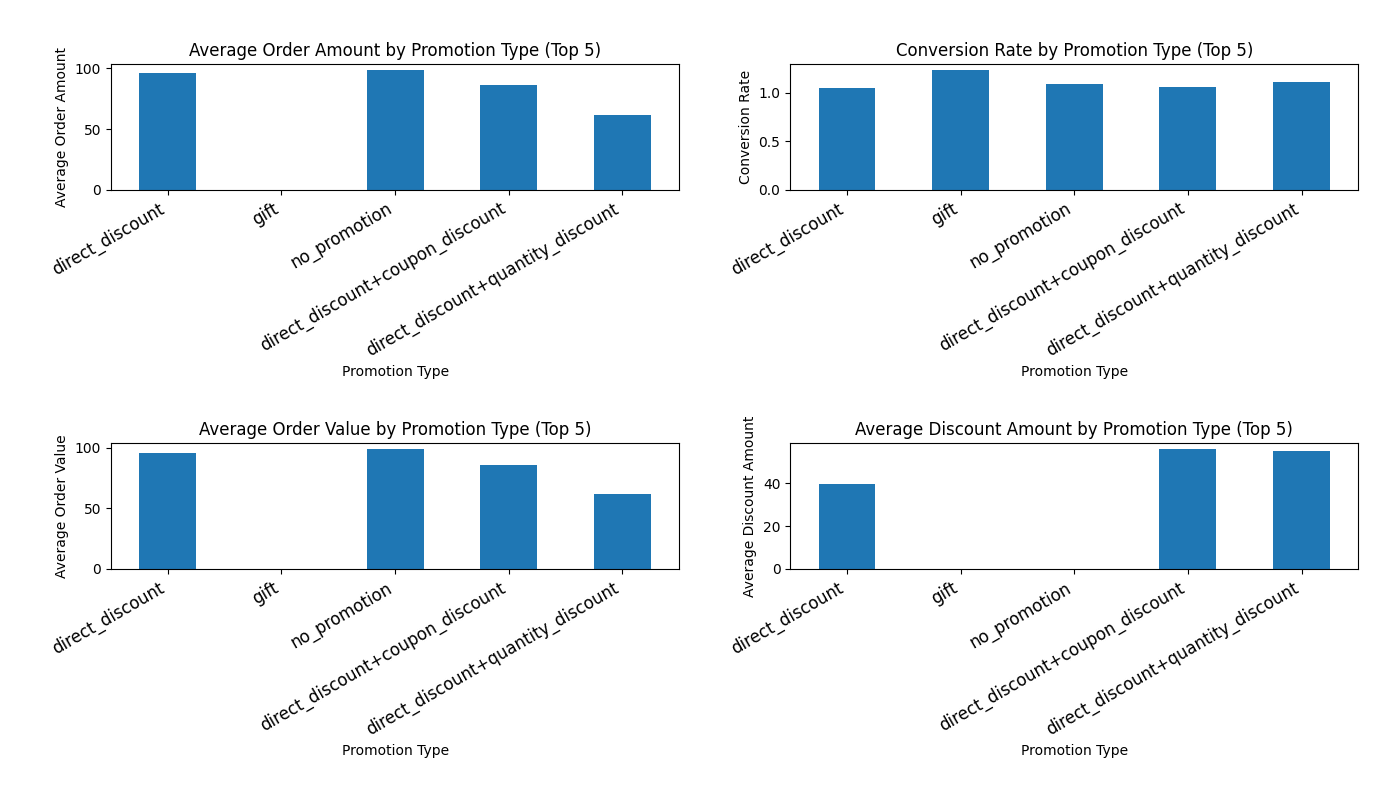 Average Order Amount by Promotion Type (Top 5)
Average Order Amount
100
50
0
direct_discount
gift
no_promotion
direct_discount+coupon_discount
direct_discount+quantity_discount
Promotion Type
Conversion Rate by Promotion Type (Top 5)
Conversion Rate
1.0
0.5
0.0
direct_discount
gift
no_promotion
direct_discount+coupon_discount
direct_discount+quantity_discount
Promotion Type
Average Order Value by Promotion Type (Top 5)
Average Order Value
100
50
0
direct_discount
gift
no_promotion
direct_discount+coupon_discount
direct_discount+quantity_discount
Promotion Type
Average Discount Amount by Promotion Type (Top 5)
Average Discount Amount
40
20
0
direct_discount
gift
no_promotion
direct_discount+coupon_discount
direct_discount+quantity_discount
Promotion Type